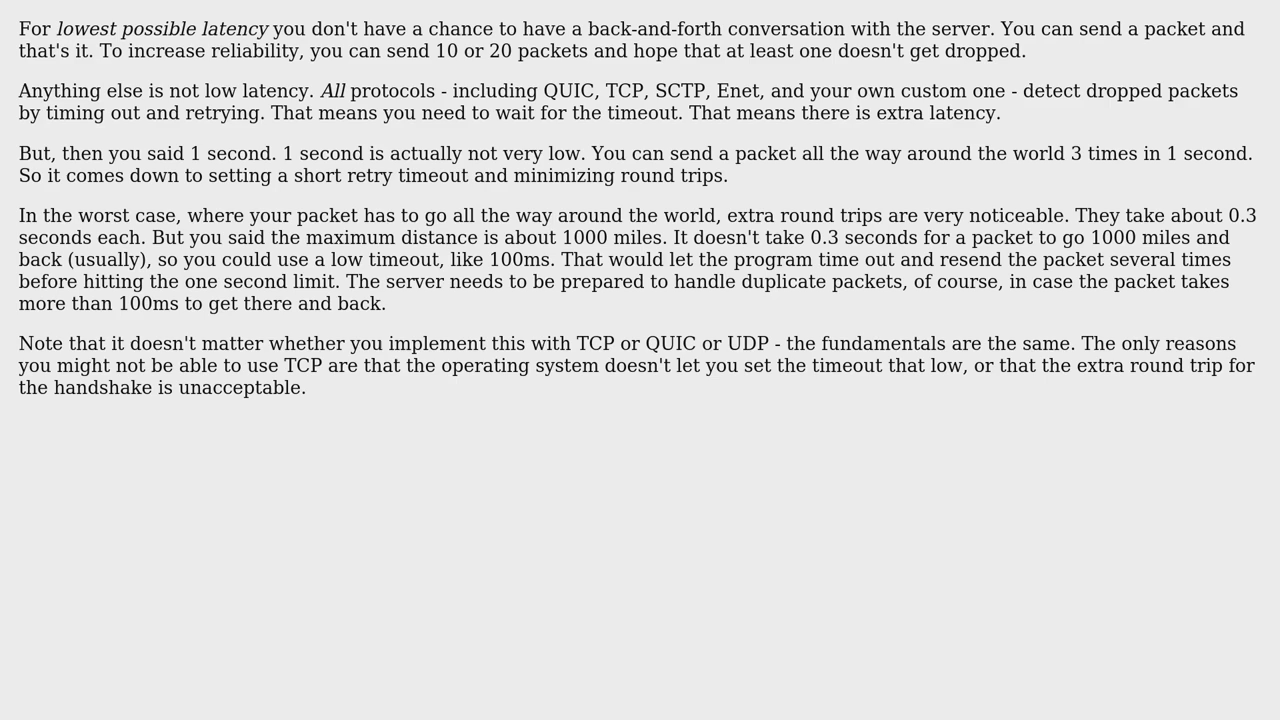 For lowest possible latency you don't have a chance to have a back-and-forth conversation with the server. You can send a packet and
that's it. To increase reliability, you can send 10 or 20 packets and hope that at least one doesn't get dropped.
Anything else is not low latency. All protocols - including QUIC, TCP, SCTP, Enet, and your own custom one - detect dropped packets
by timing out and retrying. That means you need to wait for the timeout. That means there is extra latency.
But, then you said 1 second. 1 second is actually not very low. You can send a packet all the way around the world 3 times in 1 second.
So it comes down to setting a short retry timeout and minimizing round trips.
In the worst case, where your packet has to go all the way around the world, extra round trips are very noticeable. They take about 0.3
seconds each. But you said the maximum distance is about 1000 miles. It doesn't take 0.3 seconds for a packet to go 1000 miles and
back (usually), so you could use a low timeout, like 100ms. That would let the program time out and resend the packet several times
before hitting the one second limit. The server needs to be prepared to handle duplicate packets, of course, in case the packet takes
more than 100ms to get there and back.
Note that it doesn't matter whether you implement this with TCP or QUIC or UDP - the fundamentals are the same. The only reasons
you might not be able to use TCP are that the operating system doesn't let you set the timeout that low, or that the extra round trip for
the handshake is unacceptable.